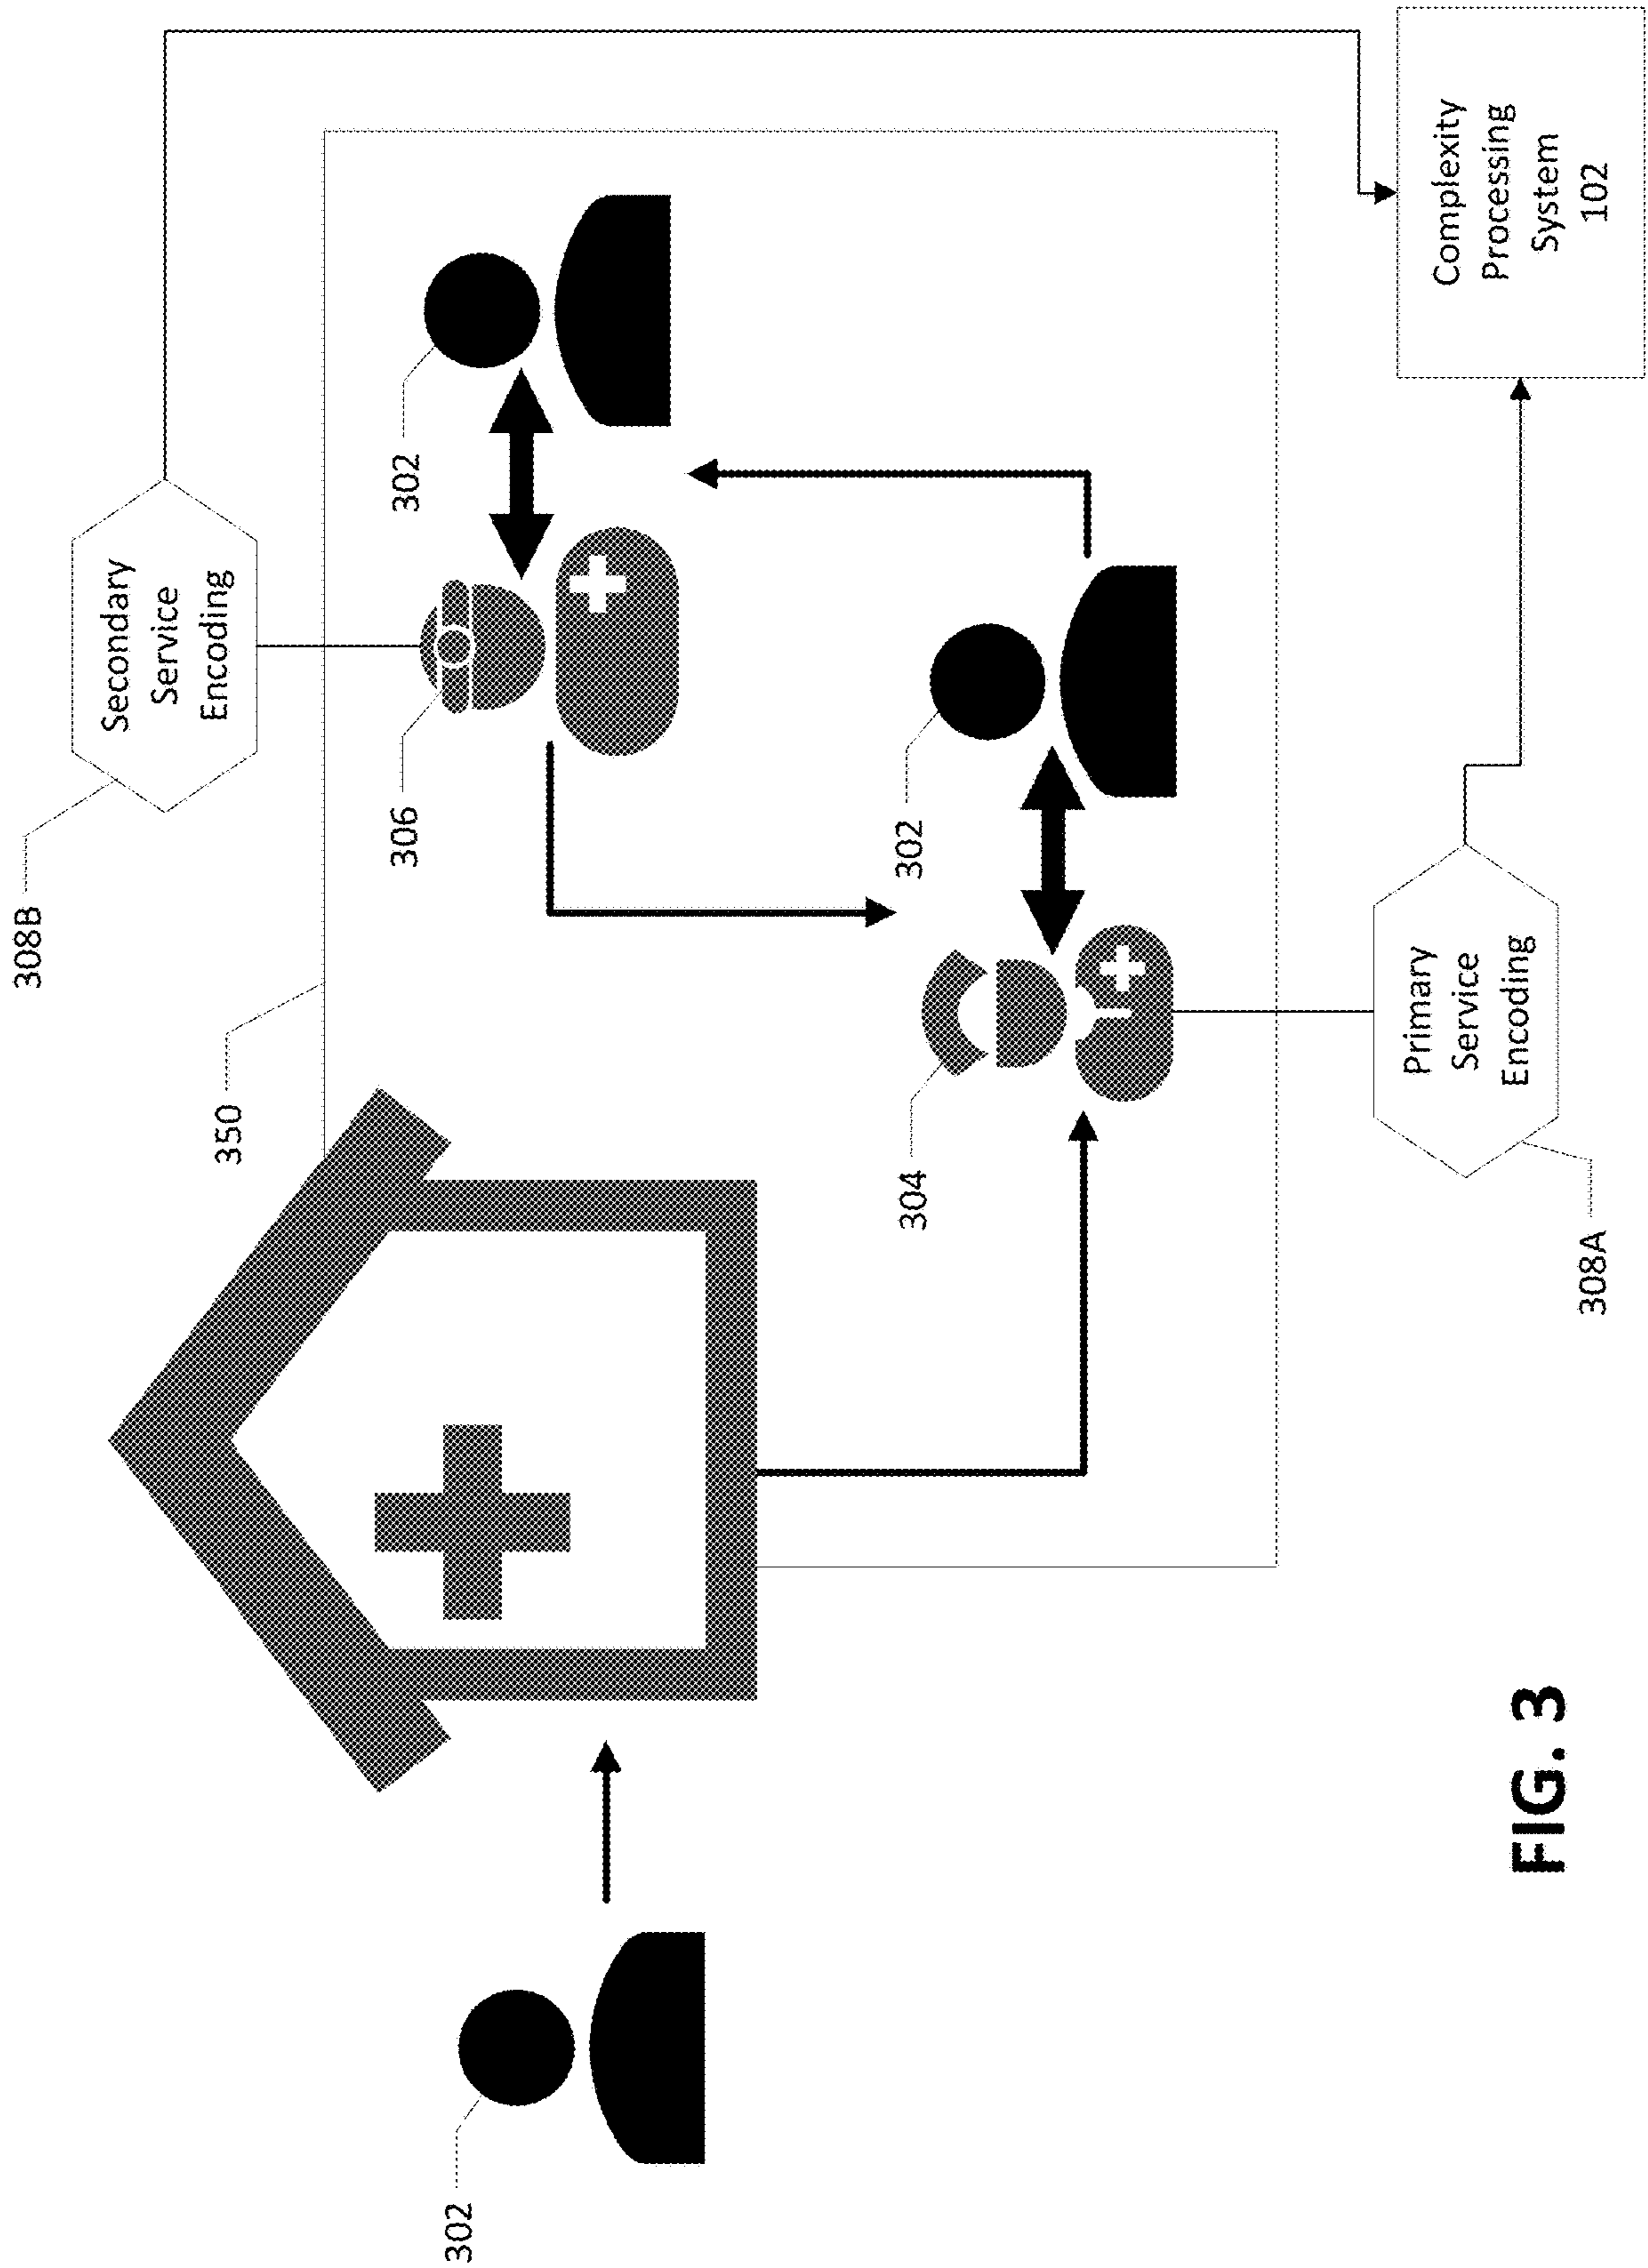 308B
Secondary
Service
Encoding
350
302
306
302
302
304
Primary
Service
Encoding
308A
Complexity
Processing
System
102
FIG. 3